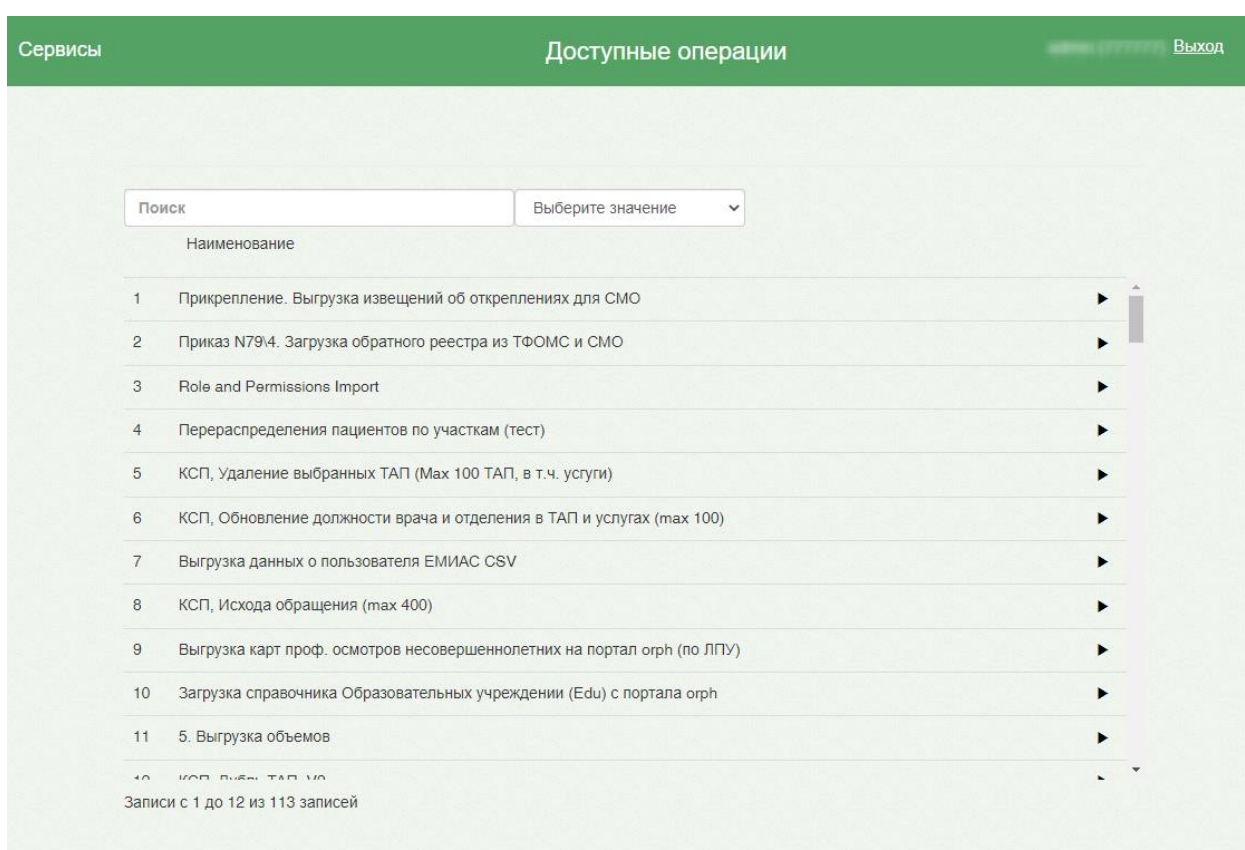 Сервисы
Доступные операции
Выход
Поиск
Выберите значение
Наименование
1 Прикрепление. Выгрузка извещений об откреплениях для СМО
2 Приказ N79\4. Загрузка обратного реестра из ТФОМС и СМО
3 Role and Permissions Import
4 Перераспределения пациентов по участкам (тест)
5 КСП, Удаление выбранных ТАП (Max 100 ТАП, в т.ч. усгуги)
6 КСП, Обновление должности врача и отделения в ТАП и услугах (max 100)
7 Выгрузка данных о пользователя ЕМИАС CSV
8 КСП, Исхода обращения (max 400)
9 Выгрузка карт проф. осмотров несовершеннолетних на портал orph (по ЛПУ)
10 Загрузка справочника Образовательных учреждении (Edu) с портала orph
11 5. Выгрузка объемов
Записи с 1 до 12 из 113 записей